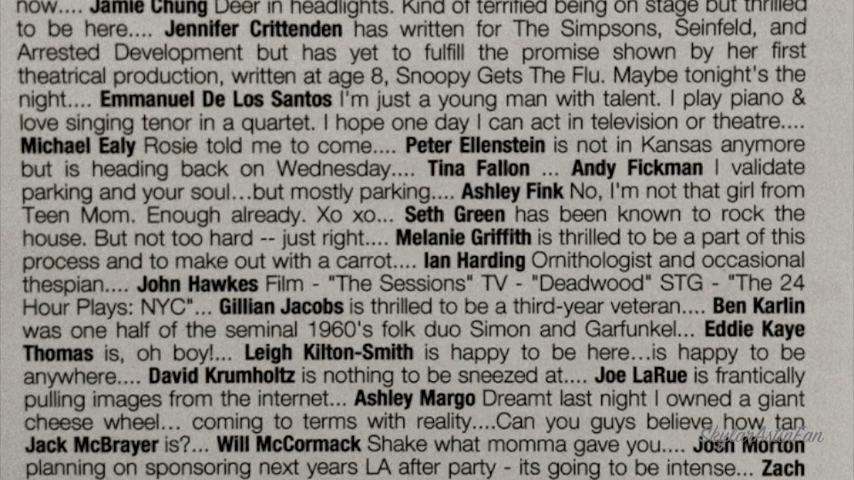 now.... Jamie Chung Deer in headlights. Kind of terrified being on stage but thrilled
to be here.... Jennifer Crittenden has written for The Simpsons, Seinfeld, and
Arrested Development but has yet to fulfill the promise shown by her first
theatrical production, written at age 8, Snoopy Gets The Flu. Maybe tonight's the
night.... Emmanuel De Los Santos I'm just a young man with talent. I play piano &
love singing tenor in a quartet. I hope one day I can act in television or theatre....
Michael Ealy Rosie told me to come.... Peter Ellenstein is not in Kansas anymore
but is heading back on Wednesday.... Tina Fallon ... Andy Fickman I validate
parking and your soul...but mostly parking.... Ashley Fink No, I'm not that girl from
Teen Mom. Enough already. Xo xo... Seth Green has been known to rock the
house. But not too hard -- just right.... Melanie Griffith is thrilled to be a part of this
process and to make out with a carrot.... Ian Harding Ornithologist and occasional
thespian.... John Hawkes Film - "The Sessions" TV - "Deadwood" STG - "The 24
Hour Plays: NYC"... Gillian Jacobs is thrilled to be a third-year veteran.... Ben Karlin
was one half of the seminal 1960's folk duo Simon and Garfunkel... Eddie Kaye
Thomas is, oh boy!... Leigh Kilton-Smith is happy to be here...is happy to be
anywhere.... David Krumholtz is nothing to be sneezed at.... Joe LaRue is frantically
pulling images from the internet... Ashley Margo Dreamt last night I owned a giant
cheese wheel... coming to terms with reality....Can you guys believe how tan
Jack McBrayer is?... Will McCormack Shake what momma gave you.... Josh Morton
planning on sponsoring next years LA after party - its going to be intense... Zach
SkylarAstinFan